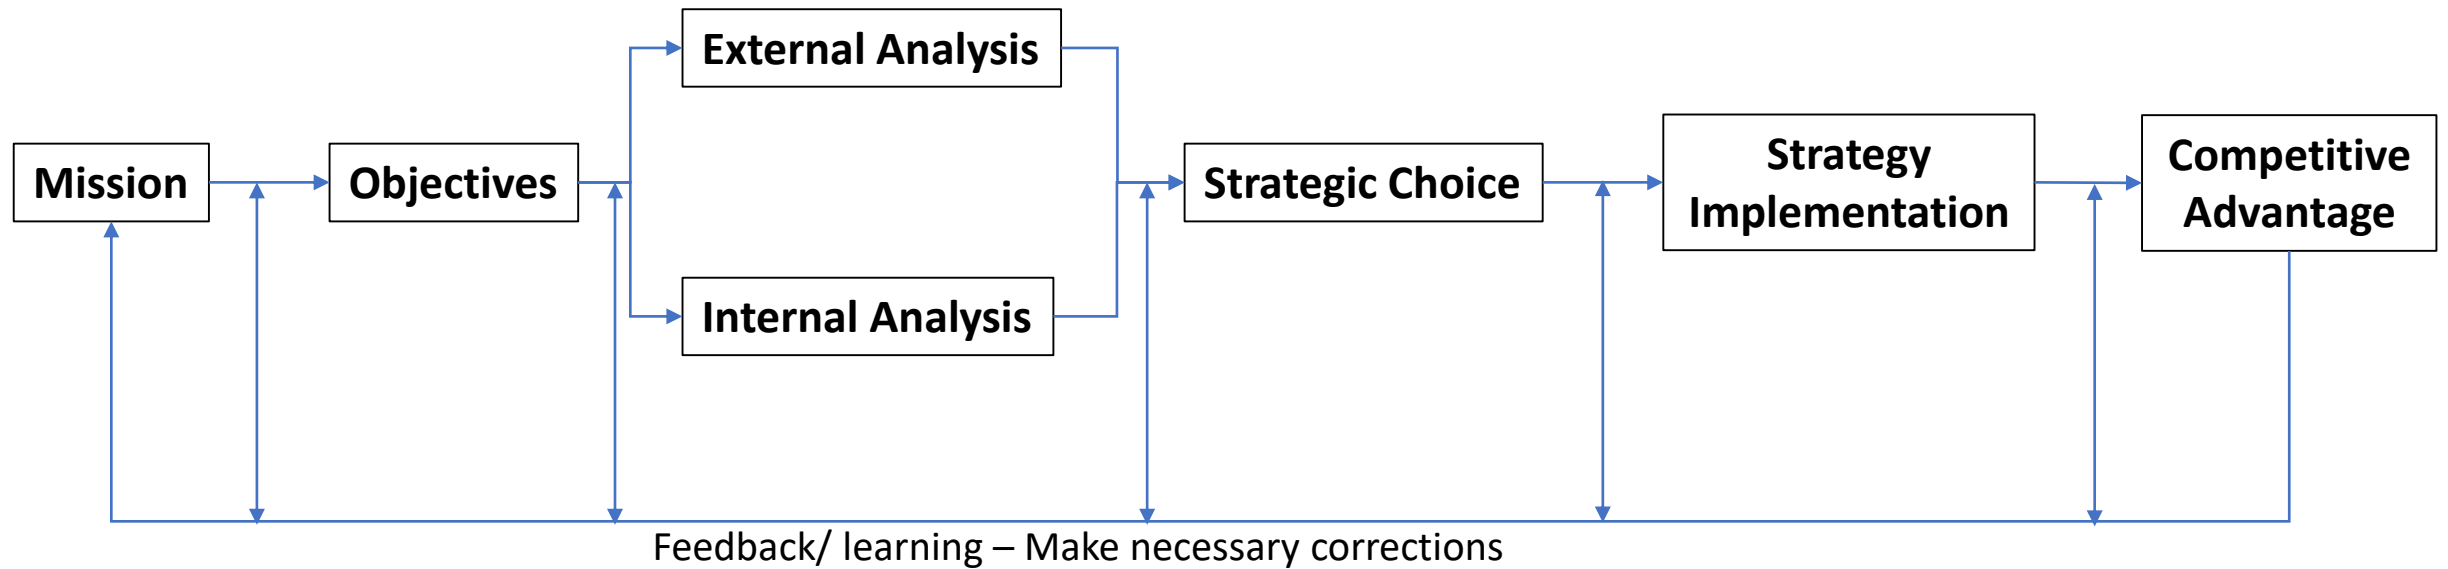 External Analysis
Mission
Objectives
Internal Analysis
Strategic Choice
Strategy
Implementation
Competitive
Advantage
Feedback/ learning – Make necessary corrections